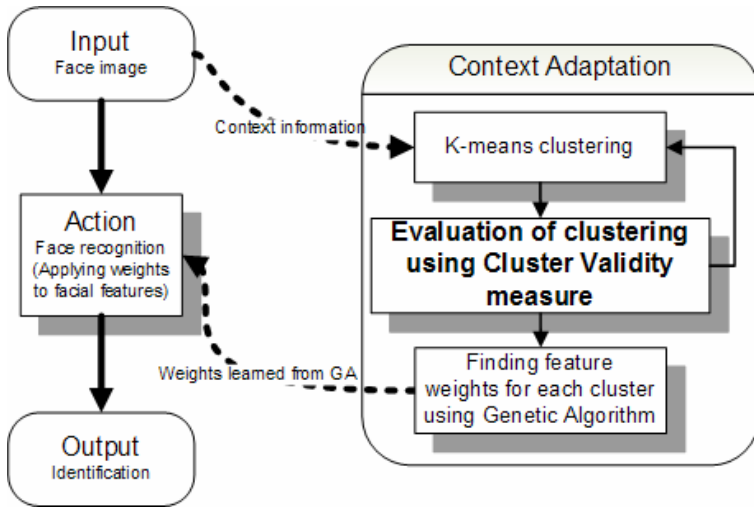 Input
Face image
Context information
Action
Face recognition
(Applying weights
to facial features)
Weights learned from GA
Output
Identification
Context Adaptation
K-means clustering
Evaluation of clustering
using Cluster Validity
measure
Finding feature
weights for each cluster
using Genetic Algorithm